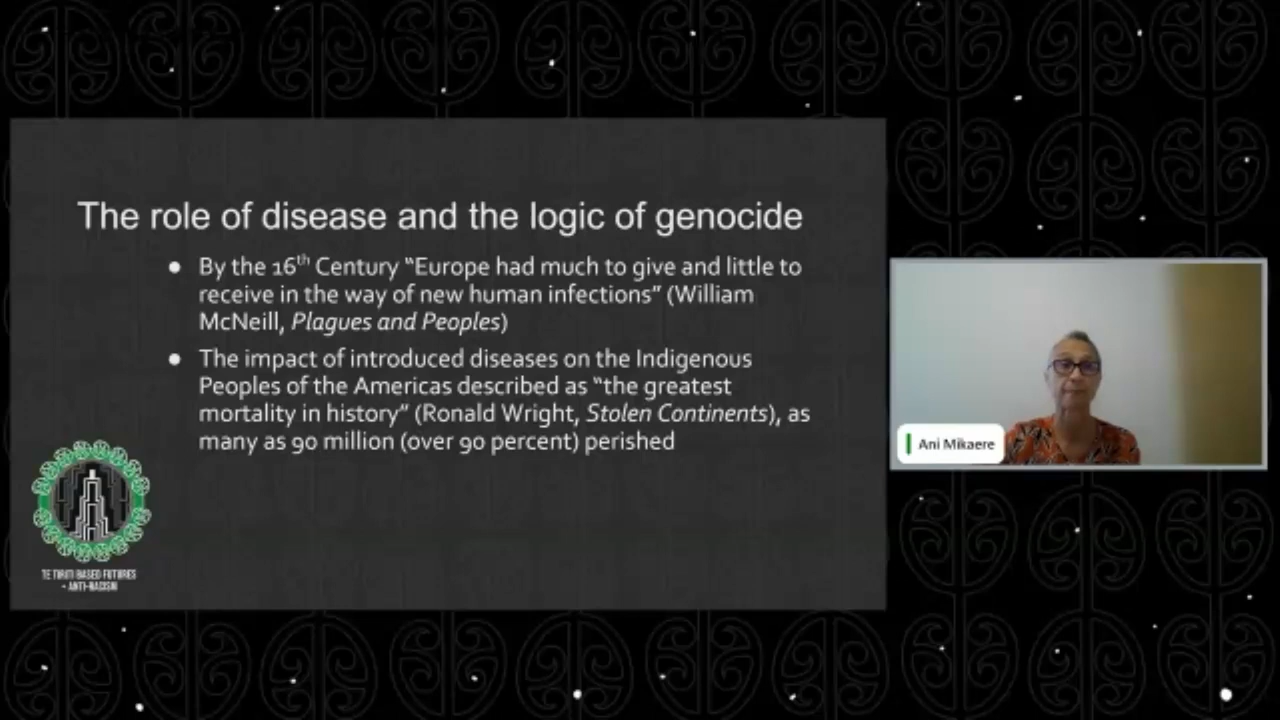 The role of disease and the logic of genocide
● By the 16th Century “Europe had much to give and little to
receive in the way of new human infections” (William
McNeill, Plagues and Peoples)
● The impact of introduced diseases on the Indigenous
Peoples of the Americas described as “the greatest
mortality in history” (Ronald Wright, Stolen Continents), as
many as 90 million (over 90 percent) perished
Ani Mikaere
TE TIRITI BASED FUTURES
+ ANTI-RACISM